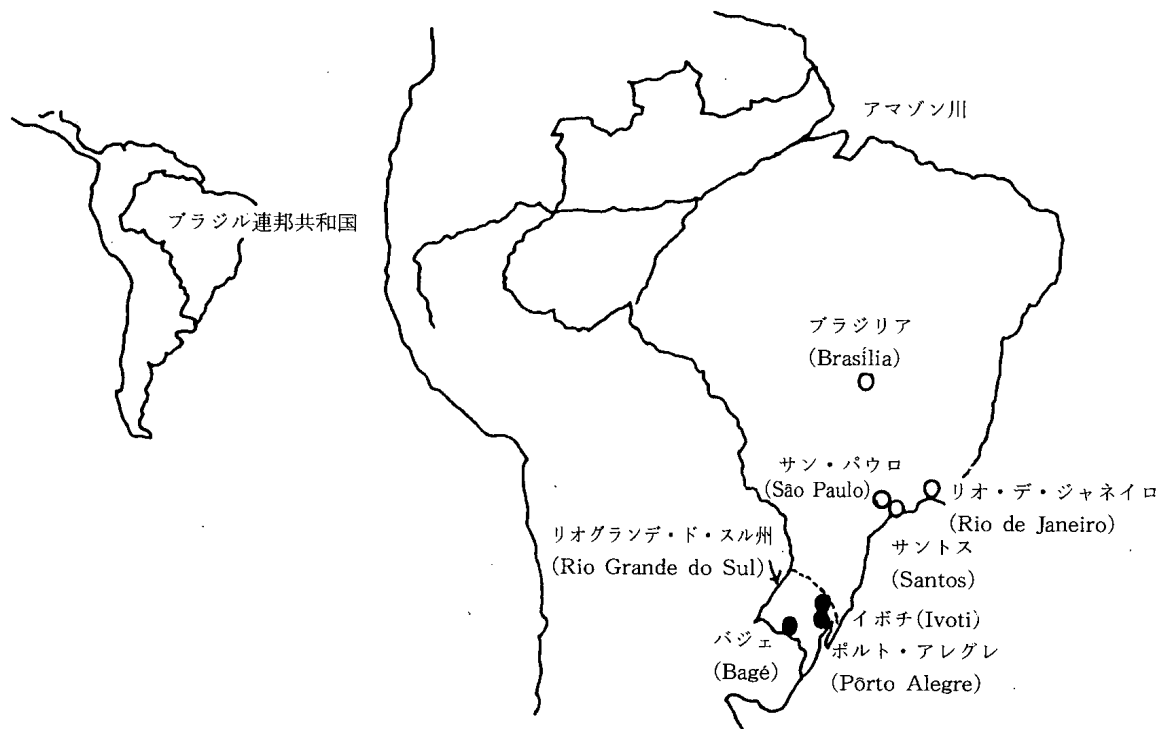 アマゾン川
ブラジル連邦共和国
ブラジリア
(Brasília)
サン・パウロ
(São Paulo)
リオ・デ・ジャネイロ
(Rio de Janeiro)
リオグランデ・ド・スル州
(Rio Grande do Sul)
サントス
(Santos)
イボチ(Ivoti)
バジェ
(Bagé)
ポルト・アレグレ
(Pôrto Alegre)